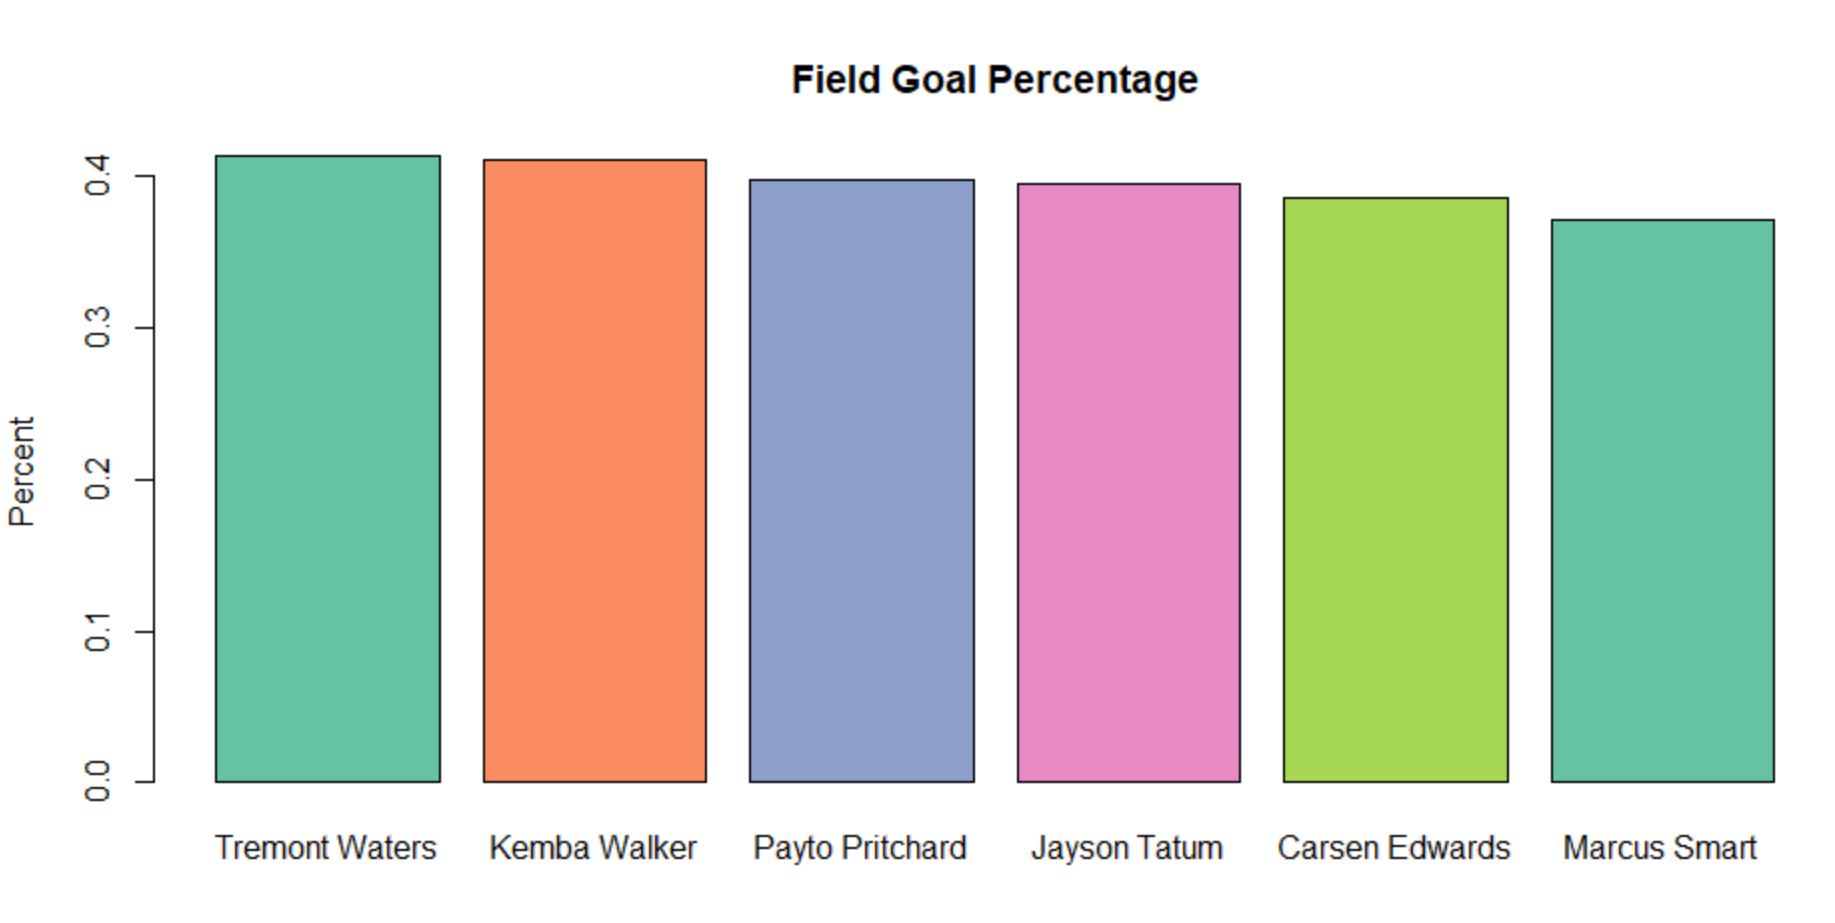 Field Goal Percentage
Percent
0.4
0.3
0.2
0.1
0.0
Tremont Waters Kemba Walker Payto Pritchard Jayson Tatum Carsen Edwards Marcus Smart